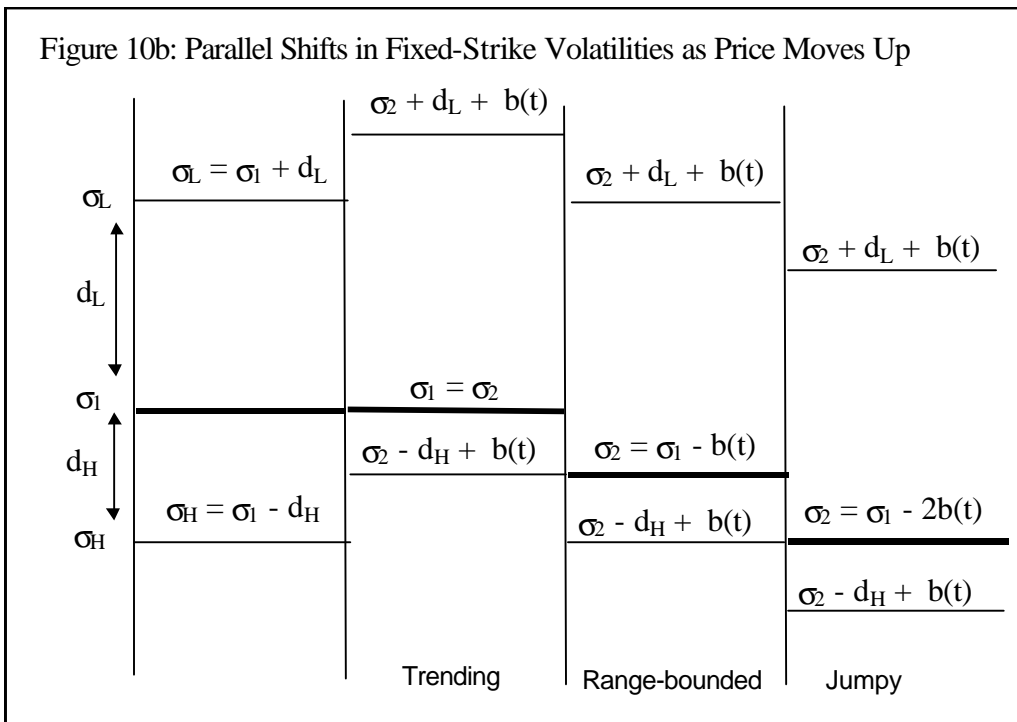 Figure 10b: Parallel Shifts in Fixed-Strike Volatilities as Price Moves Up
σL = σ1 + dL
σL
dL
σ1
dH
σH = σ1 - dH
σH
σ2 + dL + b(t)
σ1 = σ2
σ2 - dH + b(t)
Trending
σ2 + dL + b(t)
σ2 = σ1 - b(t)
σ2 - dH + b(t)
Range-bounded
σ2 + dL + b(t)
σ2 = σ1 - 2b(t)
σ2 - dH + b(t)
Jumpy